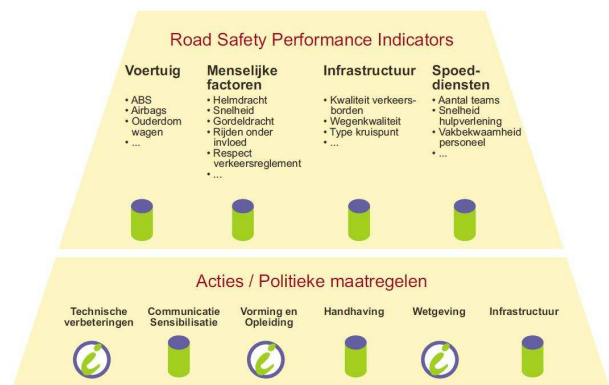 Road Safety Performance Indicators
Voertuig
• ABS
• Airbags
• Ouderdom
wagen
• ...
Menselijke
factoren
• Helmdracht
• Snelheid
• Gordeldracht
• Rijden onder
invloed
• Respect
verkeersreglement
• ...
Infrastructuur
• Kwaliteit verkeers-
borden
• Wegenkwaliteit
• Type kruispunt
• ...
Spoed-
diensten
• Aantal teams
• Snelheid
hulpverlening
• Vakbekwaamheid
personeel
• ...
Acties / Politieke maatregelen
Technische
verbeteringen
Communicatie
Sensibilisatie
Vorming en
Opleiding
Handhaving
Wetgeving
Infrastructuur